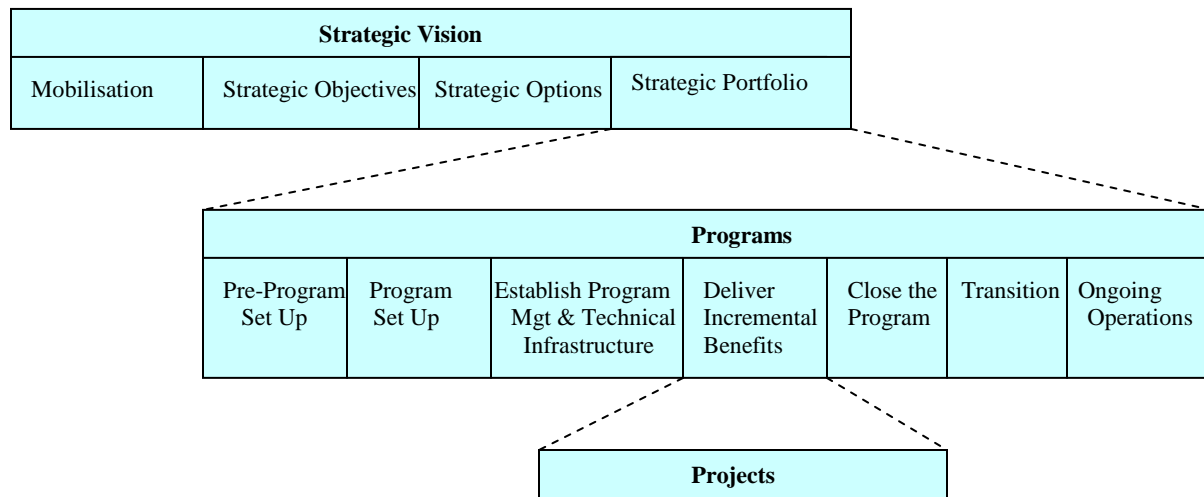 Strategic Vision
Mobilisation
Strategic Objectives
Strategic Options
Strategic Portfolio
Programs
Pre-Program
Set Up
Program
Set Up
Establish Program
Mgt & Technical
Infrastructure
Deliver
Incremental
Benefits
Close the
Program
Transition
Ongoing
Operations
Projects